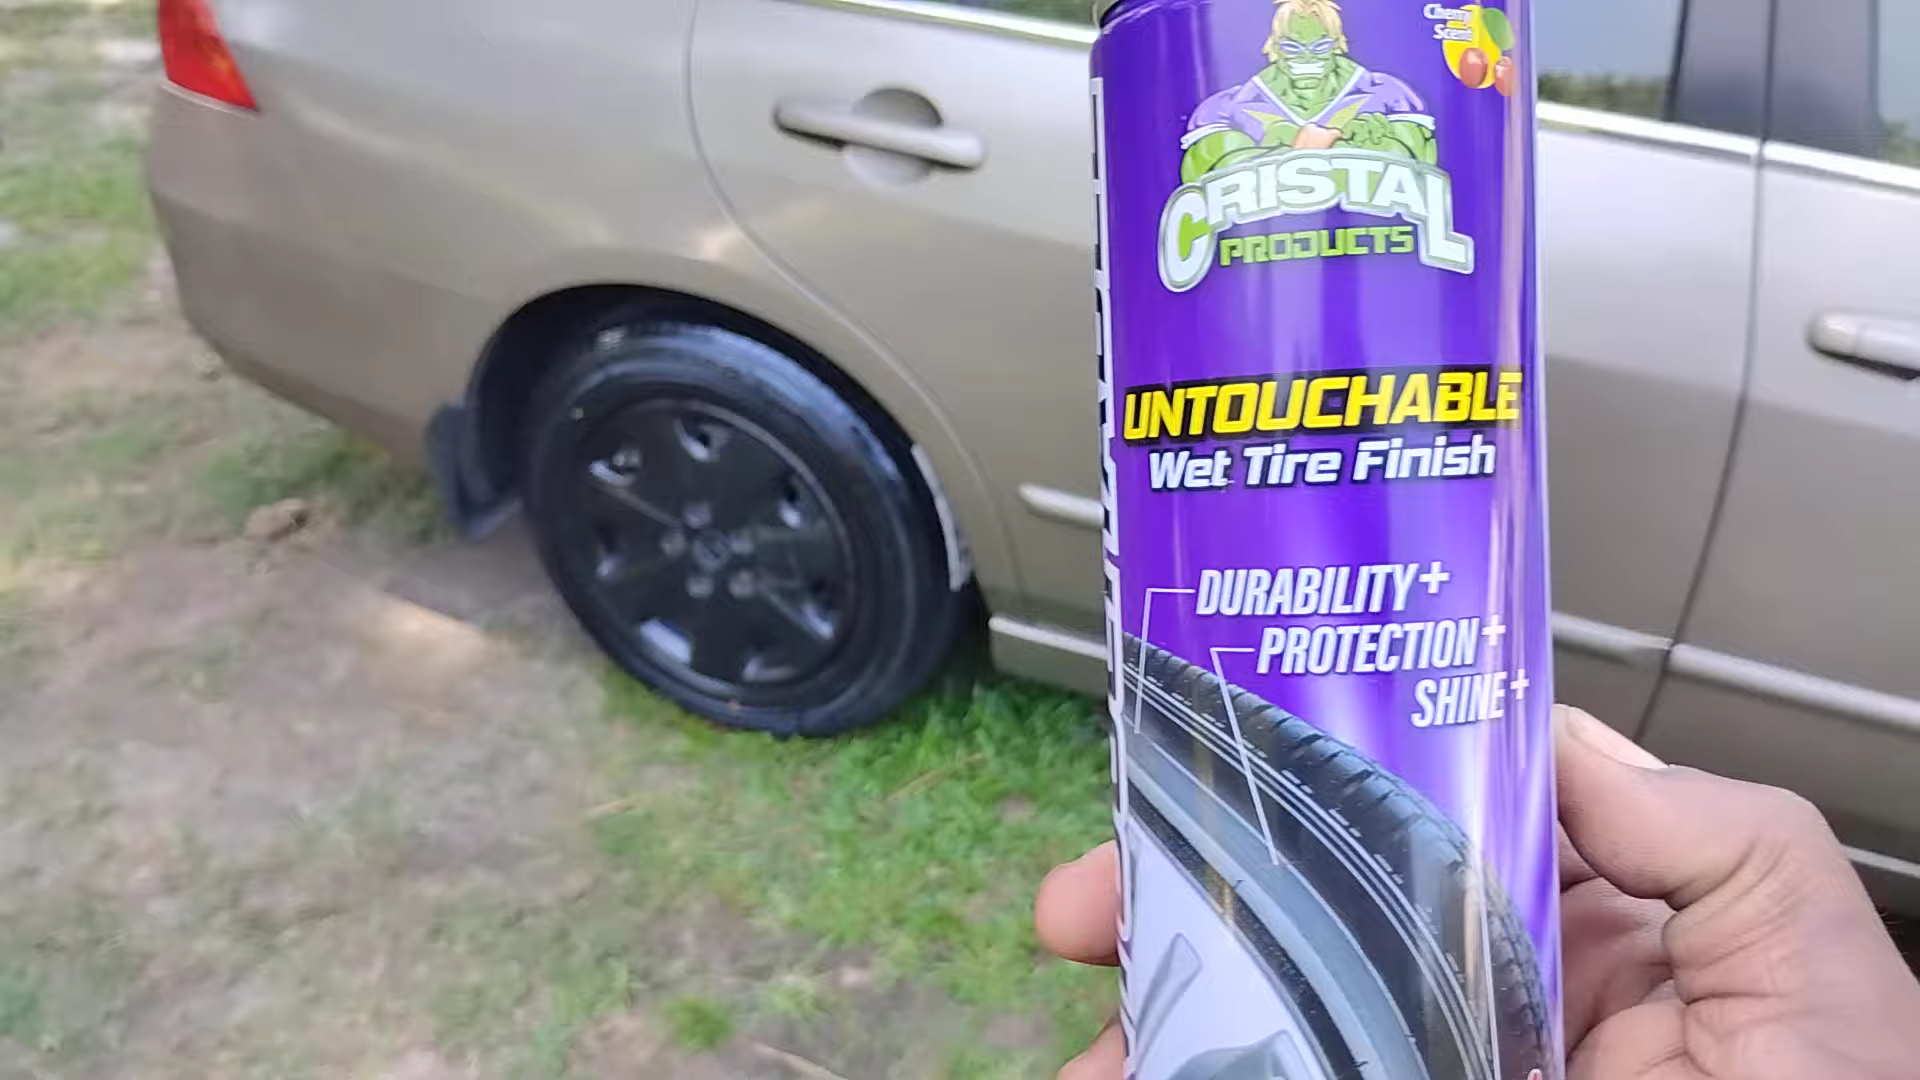 Cherry
Scent
CRISTAL
PRODUCTS
UNTOUCHABLE
Wet Tire Finish
DURABILITY+
PROTECTION+
SHINE+